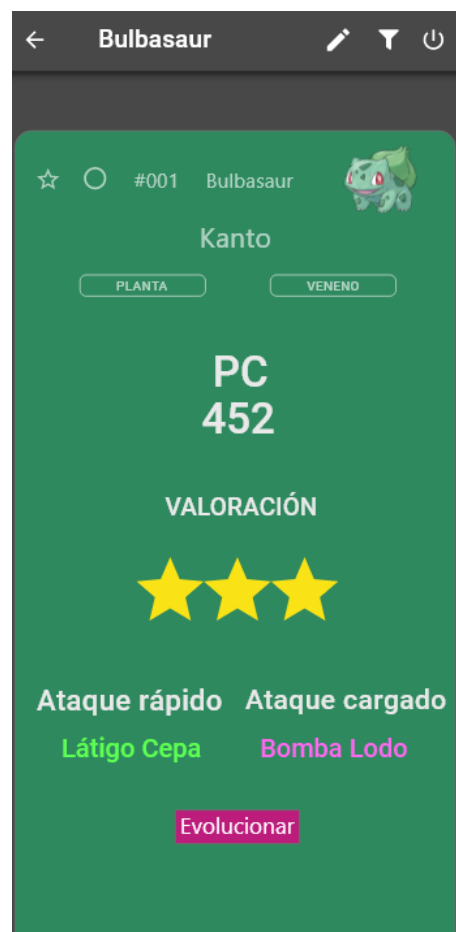 Bulbasaur
#001 Bulbasaur
Kanto
PLANTA VENENO
PC
452
VALORACIÓN
Ataque rápido Ataque cargado
Látigo Cepa Bomba Lodo
Evolucionar